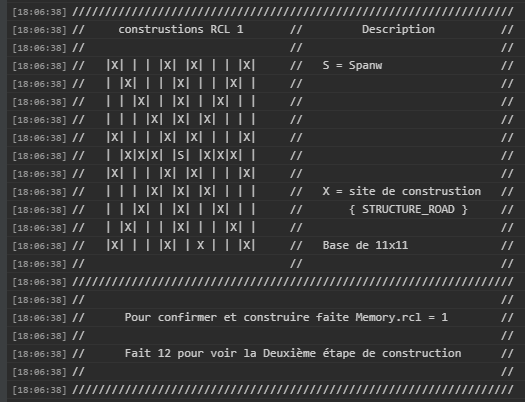 [18:06:38] ///////////////////////////////////////////////////////////////////
[18:06:38] //     construstions RCL 1       //         Description          //
[18:06:38] //                               //                              //
[18:06:38] //   |X| | | |X| |X| | | |X|     //   S = Spanw                  //
[18:06:38] //   | |X| | | |X| | | |X| |     //                              //
[18:06:38] //   | | |X| | |X| | |X| | |     //                              //
[18:06:38] //   | | | |X| |X| |X| | | |     //                              //
[18:06:38] //   |X| | | |X| |X| | | |X|     //                              //
[18:06:38] //   | |X|X|X| |S| |X|X|X| |     //                              //
[18:06:38] //   |X| | | |X| |X| | | |X|     //                              //
[18:06:38] //   | | | |X| |X| |X| | | |     //   X = site de construstion   //
[18:06:38] //   | | |X| | |X| | |X| | |     //       { STRUCTURE_ROAD }     //
[18:06:38] //   | |X| | | |X| | | |X| |     //                              //
[18:06:38] //   |X| | | |X| | X | | |X|     //   Base de 11x11              //
[18:06:38] //                               //                              //
[18:06:38] ///////////////////////////////////////////////////////////////////
[18:06:38] //                                                              //
[18:06:38] //      Pour confirmer et construire faite Memory.rcl = 1        //
[18:06:38] //                                                              //
[18:06:38] //      Fait 12 pour voir la Deuxième étape de construction      //
[18:06:38] //                                                              //
[18:06:38] ///////////////////////////////////////////////////////////////////